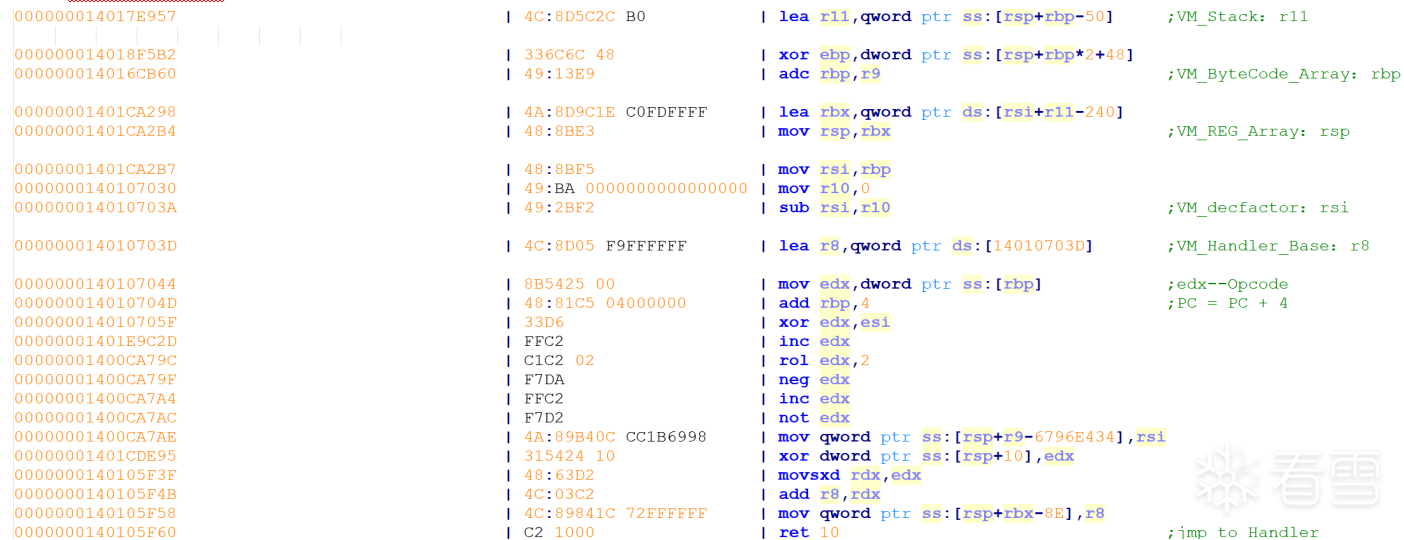 000000014017E957 | 4C:8D5C2C B0 | lea r11,qword ptr ss:[rsp+rbp-50] ;VM_Stack: r11
000000014018F5B2 | 336C6C 48 | xor ebp,dword ptr ss:[rsp+rbp*2+48]
000000014016CB60 | 49:13E9 | adc rbp,r9 ;VM_ByteCode_Array: rbp
00000001401CA298 | 4A:8D9C1E C0FDFFFF | lea rbx,qword ptr ds:[rsi+r11-240]
00000001401CA2B4 | 48:8BE3 | mov rsp,rbx ;VM_REG_Array: rsp
00000001401CA2B7 | 48:8BF5 | mov rsi,rbp
0000000140107030 | 49:BA 0000000000000000 | mov r10,0
000000014010703A | 49:2BF2 | sub rsi,r10 ;VM_decfactor: rsi
000000014010703D | 4C:8D05 F9FFFFFF | lea r8,qword ptr ds:[14010703D] ;VM_Handler_Base: r8
0000000140107044 | 8B5425 00 | mov edx,dword ptr ss:[rbp] ;edx--Opcode
000000014010704D | 48:81C5 04000000 | add rbp,4 ;PC = PC + 4
000000014010705F | 33D6 | xor edx,esi
00000001401E9C2D | FFC2 | inc edx
00000001400CA79C | C1C2 02 | rol edx,2
00000001400CA79F | F7DA | neg edx
00000001400CA7A4 | FFC2 | inc edx
00000001400CA7AC | F7D2 | not edx
00000001400CA7AE | 4A:89B40C CC1B6998 | mov qword ptr ss:[rsp+r9-6796E434],rsi
00000001401CDE95 | 315424 10 | xor dword ptr ss:[rsp+10],edx
0000000140105F3F | 48:63D2 | movsxd rdx,edx
0000000140105F4B | 4C:03C2 | add r8,rdx
0000000140105F58 | 4C:89841C 72FFFFFF | mov qword ptr ss:[rsp+rbx-8E],r8
0000000140105F60 | C2 1000 | ret 10 ;jmp to Handler
看雪